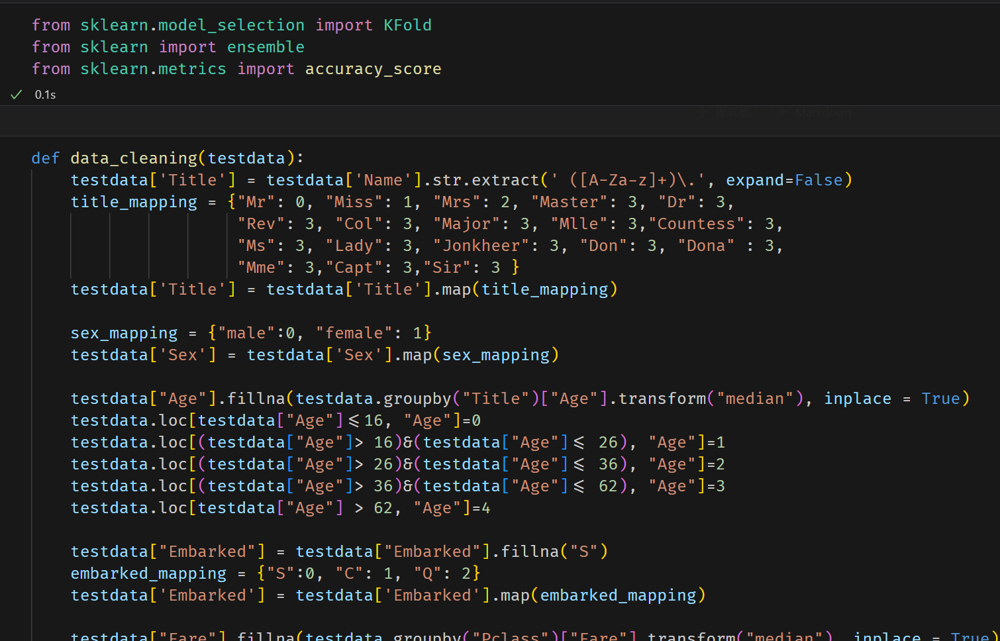 from sklearn.model_selection import KFold
from sklearn import ensemble
from sklearn.metrics import accuracy_score
0.1s
+ 程式碼 + Markdown
def data_cleaning(testdata):
    testdata['Title'] = testdata['Name'].str.extract(' ([A-Za-z]+)\.', expand=False)
    title_mapping = {"Mr": 0, "Miss": 1, "Mrs": 2, "Master": 3, "Dr": 3,
                     "Rev": 3, "Col": 3, "Major": 3, "Mlle": 3,"Countess": 3,
                     "Ms": 3, "Lady": 3, "Jonkheer": 3, "Don": 3, "Dona" : 3,
                     "Mme": 3,"Capt": 3,"Sir": 3 }
    testdata['Title'] = testdata['Title'].map(title_mapping)
    sex_mapping = {"male":0, "female": 1}
    testdata['Sex'] = testdata['Sex'].map(sex_mapping)
    testdata["Age"].fillna(testdata.groupby("Title")["Age"].transform("median"), inplace = True)
    testdata.loc[testdata["Age"]<=16, "Age"]=0
    testdata.loc[(testdata["Age"]> 16)&(testdata["Age"]<= 26), "Age"]=1
    testdata.loc[(testdata["Age"]> 26)&(testdata["Age"]<= 36), "Age"]=2
    testdata.loc[(testdata["Age"]> 36)&(testdata["Age"]<= 62), "Age"]=3
    testdata.loc[testdata["Age"] > 62, "Age"]=4
    testdata["Embarked"] = testdata["Embarked"].fillna("S")
    embarked_mapping = {"S":0, "C": 1, "Q": 2}
    testdata['Embarked'] = testdata['Embarked'].map(embarked_mapping)
    testdata["Fare"].fillna(testdata.groupby("Pclass")["Fare"].transform("median"), inplace = True)